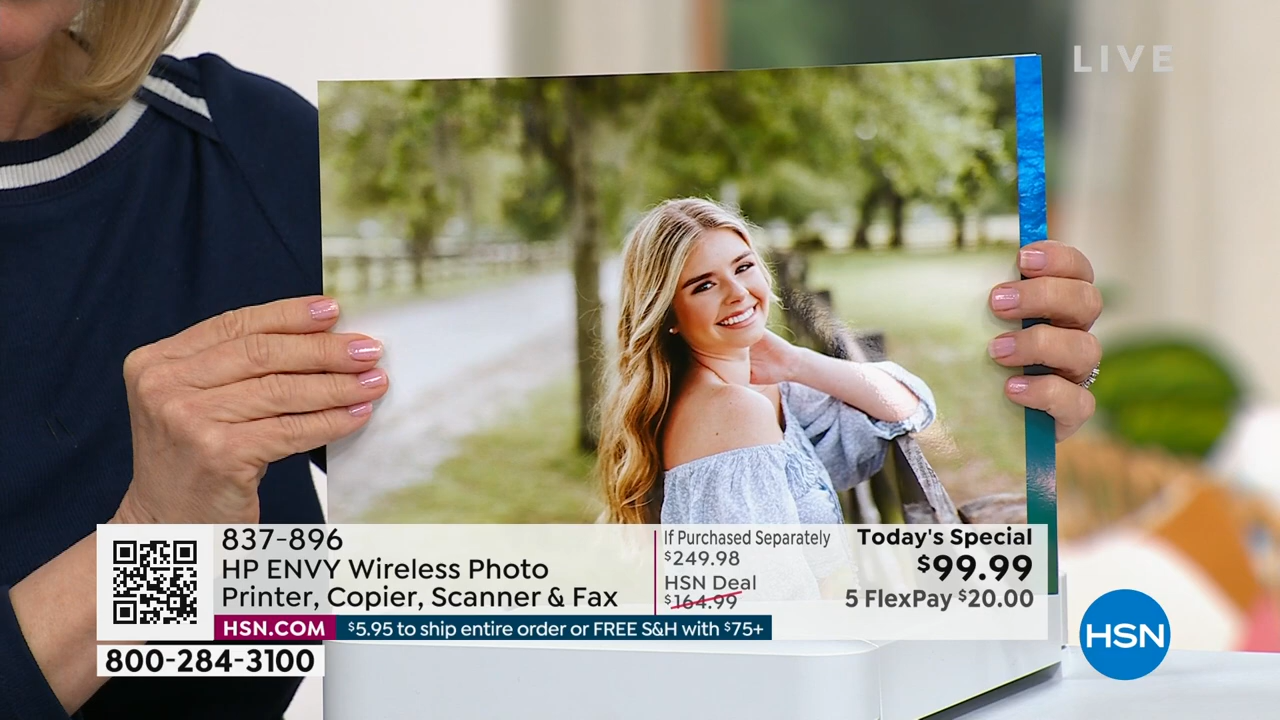 LIVE
837-896
HP ENVY Wireless Photo
Printer, Copier, Scanner & Fax
If Purchased Separately
$249.98
HSN Deal
$164.99
Today's Special
$99.99
5 FlexPay $20.00
HSN.COM
$5.95 to ship entire order or FREE S&H with $75+
800-284-3100
HSN